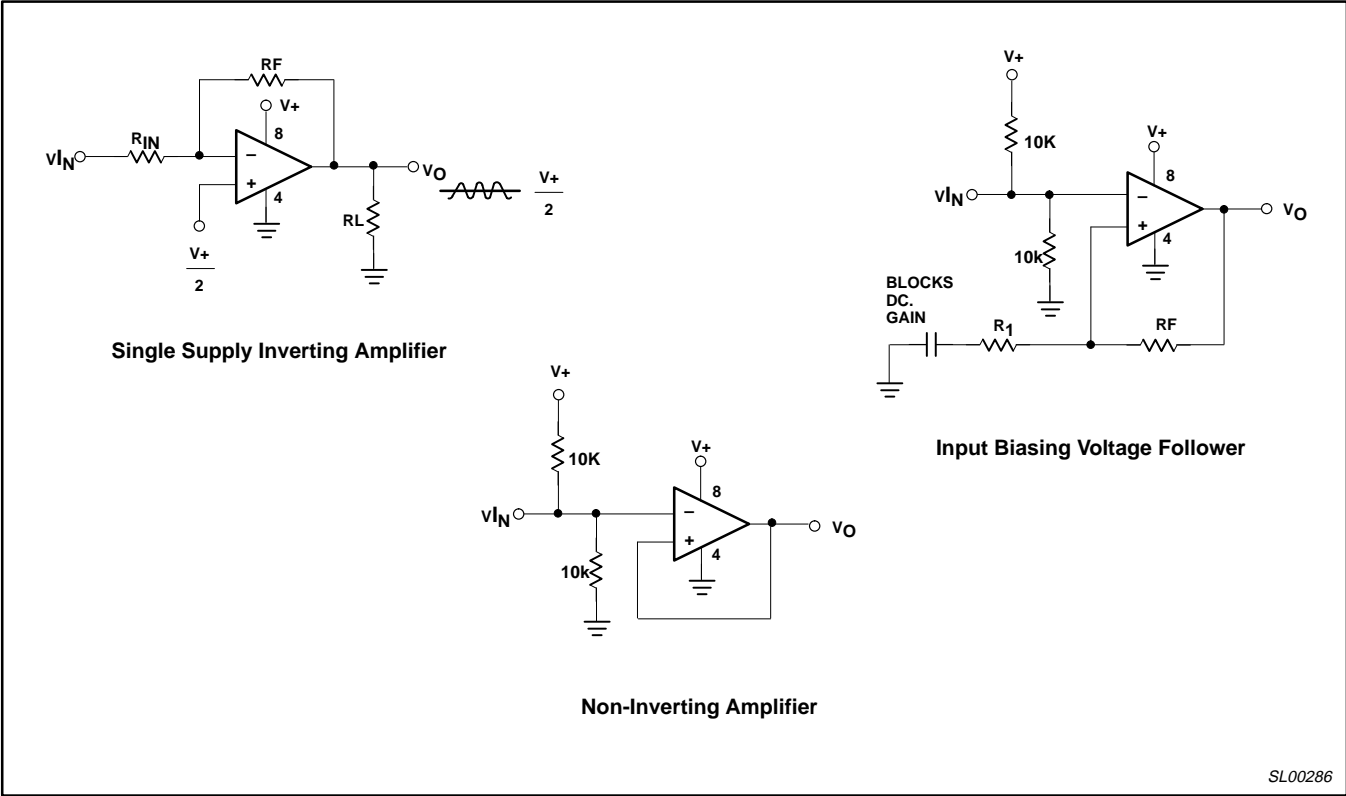 RF
V+
8
RIN
vIN
−
+
4
vO
V+
2
RL
V+
2
Single Supply Inverting Amplifier
V+
10K
V+
8
vIN
−
+
4
vO
10k
BLOCKS
DC.
GAIN
R1
RF
Input Biasing Voltage Follower
V+
10K
V+
8
vIN
−
+
4
vO
10k
Non-Inverting Amplifier
SL00286